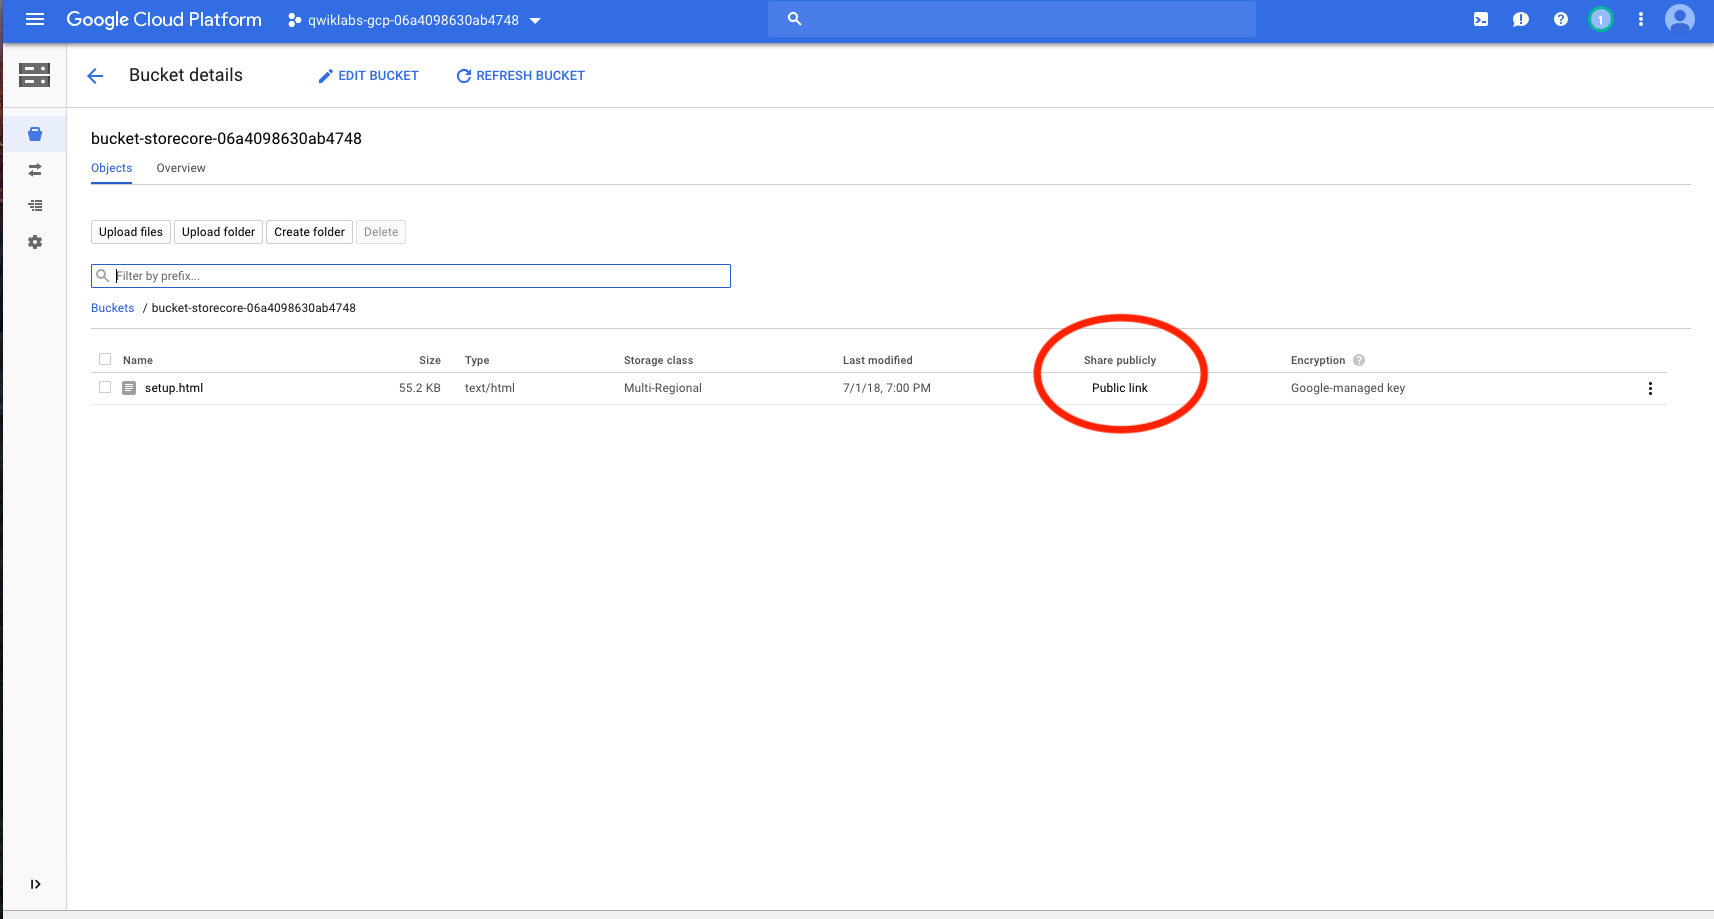 Google Cloud Platform qwiklabs-gcp-06a4098630ab4748 1
Bucket details EDIT BUCKET REFRESH BUCKET
bucket-storecore-06a4098630ab4748
Objects Overview
Upload files Upload folder Create folder Delete
Filter by prefix...
Buckets / bucket-storecore-06a4098630ab4748
Name Size Type Storage class Last modified Share publicly Encryption
setup.html 55.2 KB text/html Multi-Regional 7/1/18, 7:00 PM Public link Google-managed key